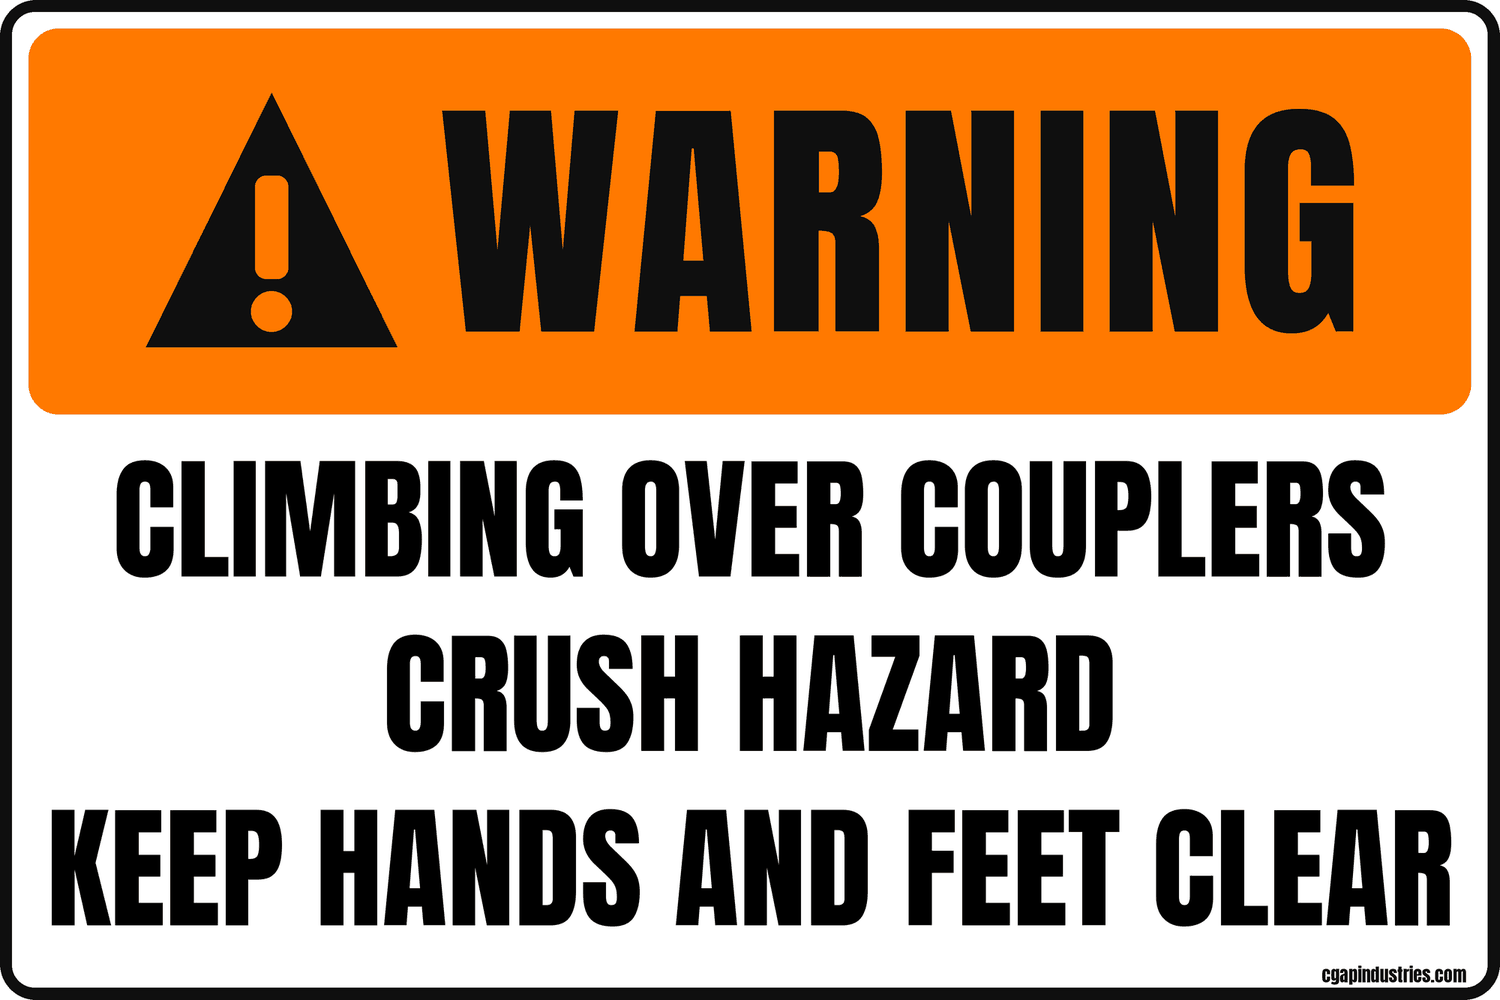 WARNING
CLIMBING OVER COUPLERS
CRUSH HAZARD
KEEP HANDS AND FEET CLEAR
cgapindustries.com